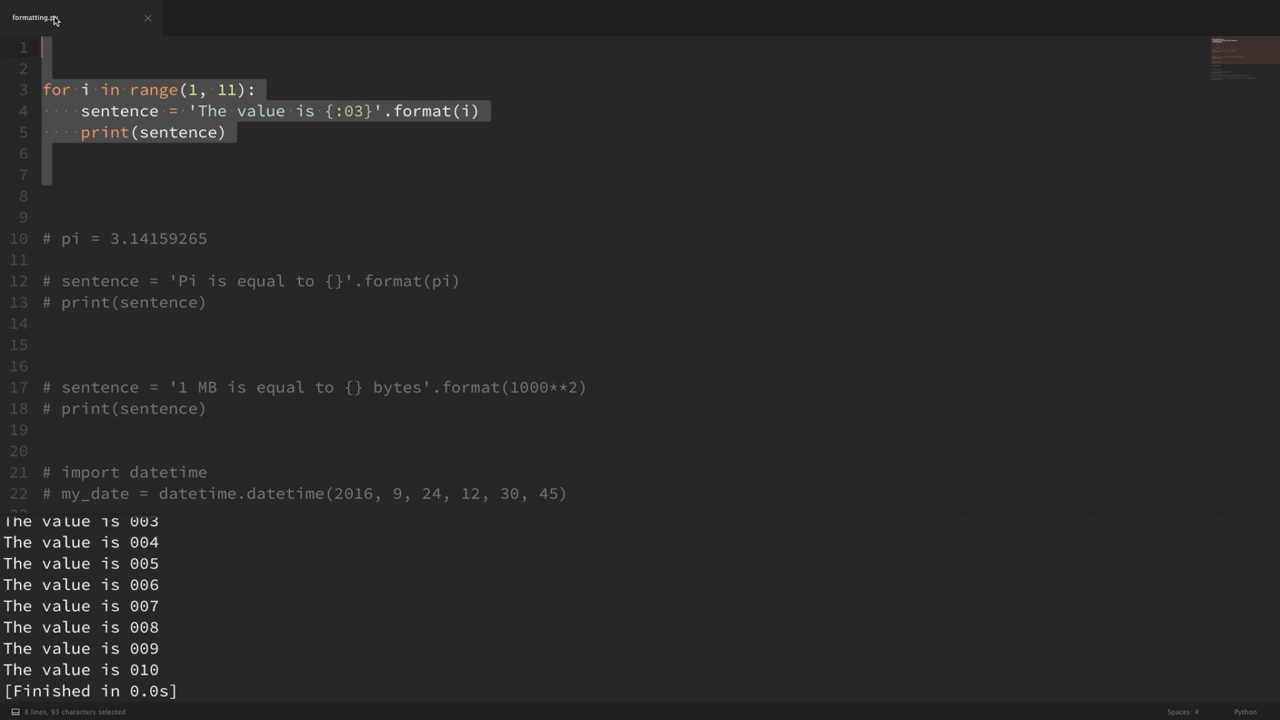 formatting.py
1
2
3 for i in range(1, 11):
4 sentence = 'The value is {:03}'.format(i)
5 print(sentence)
6
7
8
9
10 # pi = 3.14159265
11
12 # sentence = 'Pi is equal to {}'.format(pi)
13 # print(sentence)
14
15
16
17 # sentence = '1 MB is equal to {} bytes'.format(1000**2)
18 # print(sentence)
19
20
21 # import datetime
22 # my_date = datetime.datetime(2016, 9, 24, 12, 30, 45)
The value is 003
The value is 004
The value is 005
The value is 006
The value is 007
The value is 008
The value is 009
The value is 010
[Finished in 0.0s]
8 lines, 93 characters selected
Spaces: 4
Python